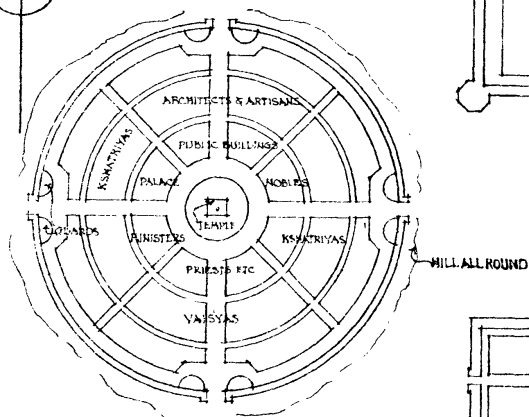 ARCHITECTS & ARTISANS
PUBLIC BUILDINGS
KSHATRIYAS
PALACE
NOBLES
TEMPLE
GUARDS
MINISTERS
KSHATRIYAS
PRIESTS ETC
HILL ALL ROUND
VAISYAS